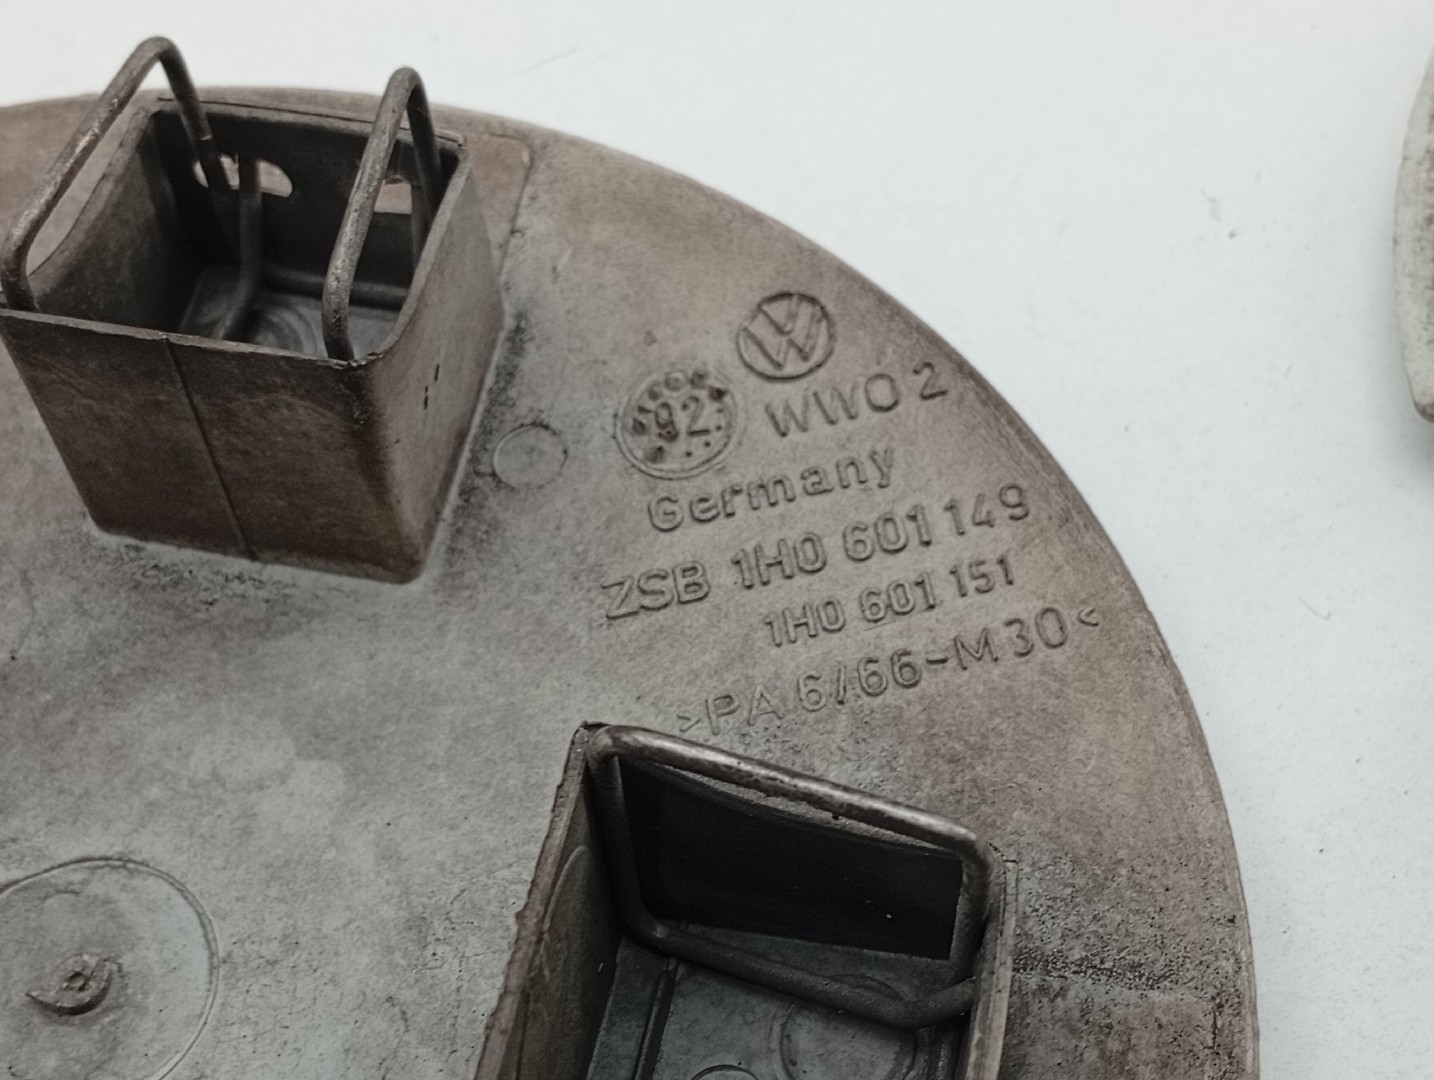 92
WWO 2
Germany
ZSB 1H0 601 149
1H0 601 151
>PA 6/66-M30<